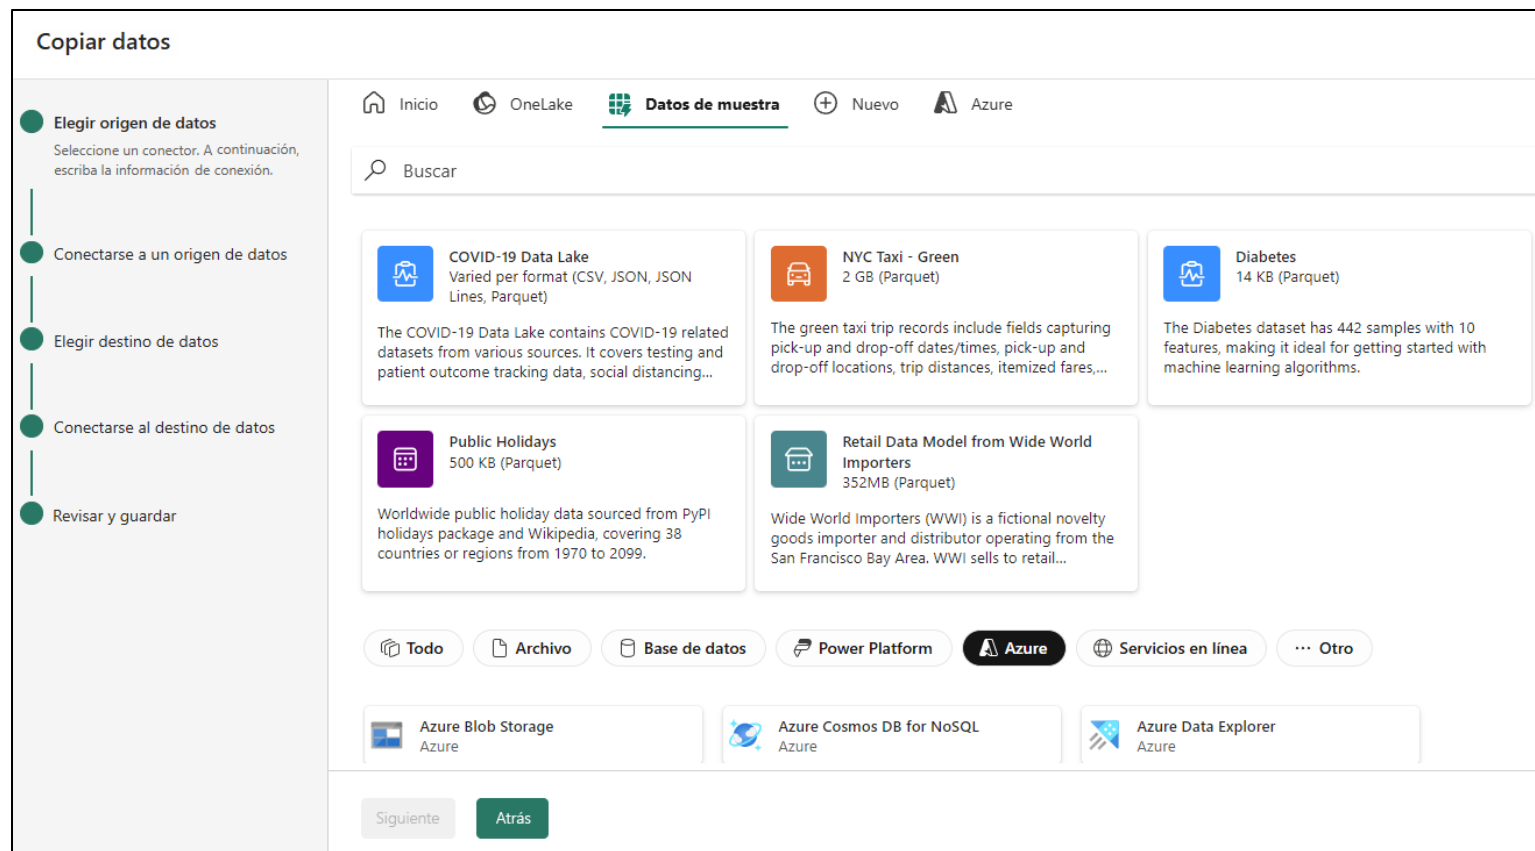 Copiar datos
Elegir origen de datos
Seleccione un conector. A continuación,
escriba la información de conexión.
Conectarse a un origen de datos
Elegir destino de datos
Conectarse al destino de datos
Revisar y guardar
Inicio
OneLake
Datos de muestra
Nuevo
Azure
Buscar
COVID-19 Data Lake
Varied per format (CSV, JSON, JSON
Lines, Parquet)
The COVID-19 Data Lake contains COVID-19 related
datasets from various sources. It covers testing and
patient outcome tracking data, social distancing...
NYC Taxi - Green
2 GB (Parquet)
The green taxi trip records include fields capturing
pick-up and drop-off dates/times, pick-up and
drop-off locations, trip distances, itemized fares,...
Diabetes
14 KB (Parquet)
The Diabetes dataset has 442 samples with 10
features, making it ideal for getting started with
machine learning algorithms.
Public Holidays
500 KB (Parquet)
Worldwide public holiday data sourced from PyPI
holidays package and Wikipedia, covering 38
countries or regions from 1970 to 2099.
Retail Data Model from Wide World
Importers
352MB (Parquet)
Wide World Importers (WWI) is a fictional novelty
goods importer and distributor operating from the
San Francisco Bay Area. WWI sells to retail...
Todo
Archivo
Base de datos
Power Platform
Azure
Servicios en línea
Otro
Azure Blob Storage
Azure
Azure Cosmos DB for NoSQL
Azure
Azure Data Explorer
Azure
Siguiente
Atrás